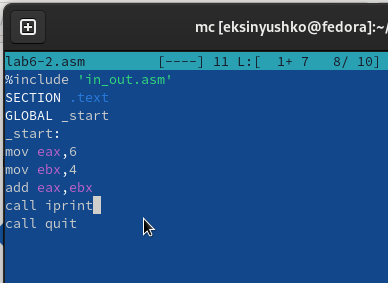 mc [eksinyushko@fedora]:~/
lab6-2.asm [----] 11 L:[ 1+ 7 8/ 10]
%include 'in_out.asm'
SECTION .text
GLOBAL _start
_start:
mov eax,6
mov ebx,4
add eax,ebx
call iprint
call quit